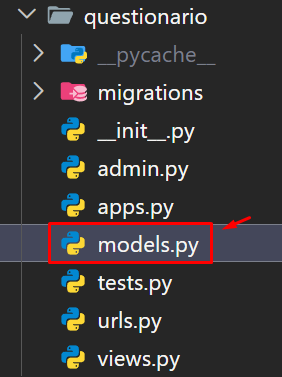 questionario
__pycache__
migrations
__init__.py
admin.py
apps.py
models.py
tests.py
urls.py
views.py